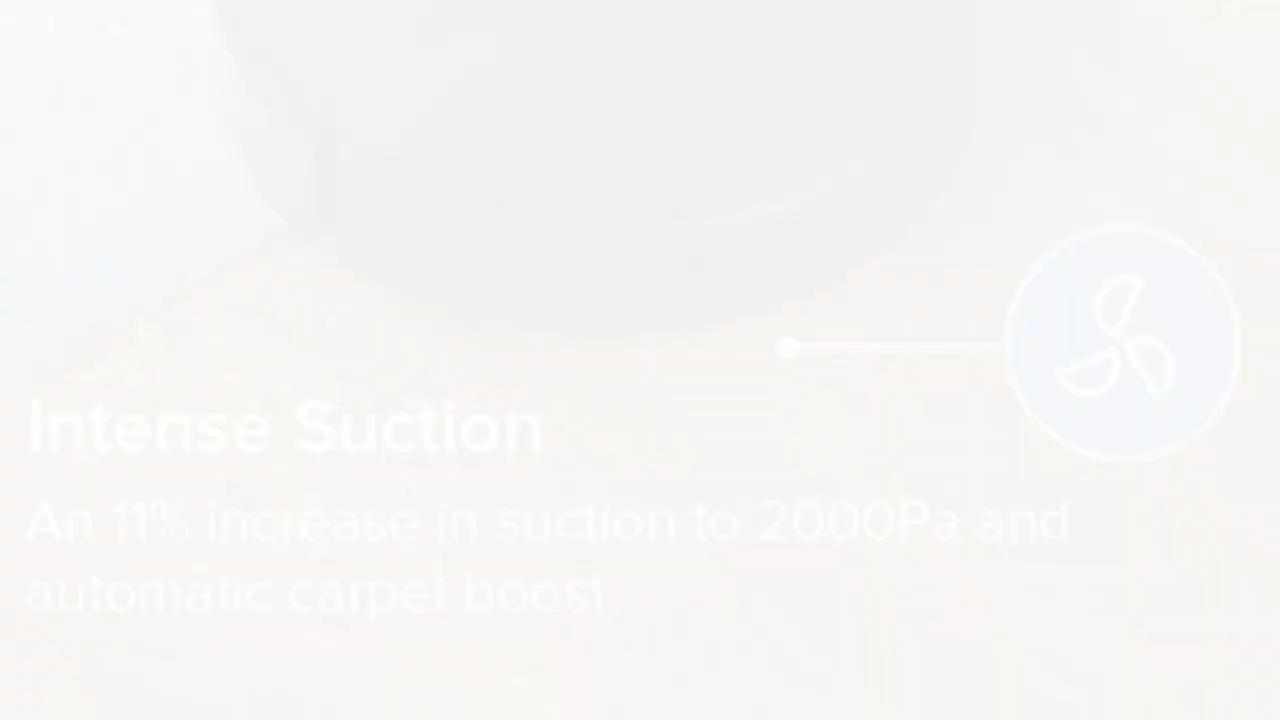 Intense Suction
An 11% increase in suction to 2000Pa and
automatic carpet boost